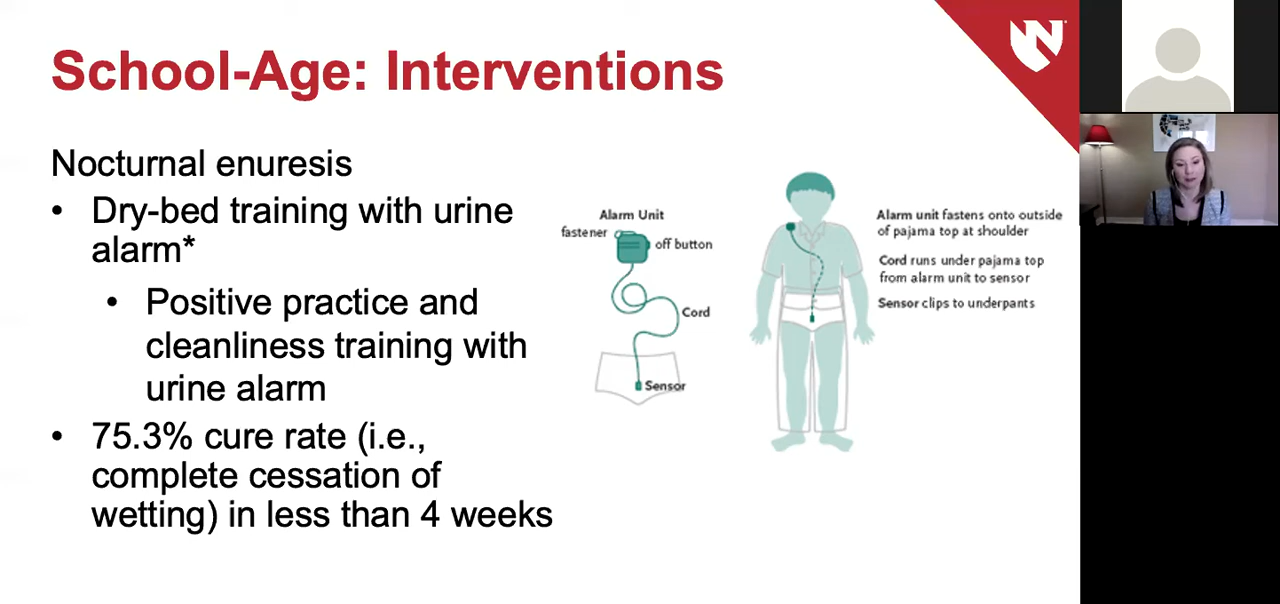 School-Age: Interventions
Nocturnal enuresis
• Dry-bed training with urine
alarm*
• Positive practice and
cleanliness training with
urine alarm
• 75.3% cure rate (i.e.,
complete cessation of
wetting) in less than 4 weeks
Alarm Unit
fastener
off button
Cord
Sensor
Alarm unit fastens onto outside
of pajama top at shoulder
Cord runs under pajama top
from alarm unit to sensor
Sensor clips to underpants
N